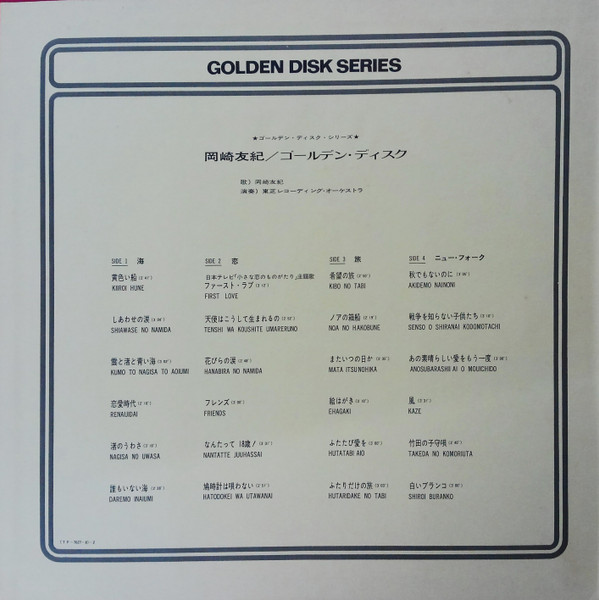 GOLDEN DISK SERIES
★ゴールデン・ディスク・シリーズ★
岡崎友紀／ゴールデン・ディスク
歌）岡崎友紀
演奏）東芝レコーディング・オーケストラ
SIDE 1 海
黄色い船
KIIROI HUNE
しあわせの涙
SHIAWASE NO NAMIDA
雲と渚と青い海
KUMO TO NAGISA TO AOIUMI
恋愛時代
RENAIJIDAI
渚のうわさ
NAGISA NO UWASA
誰もいない海
DAREMO INAIUMI
SIDE 2 恋
日本テレビ「小さな恋のものがたり」主題歌
ファースト・ラブ
FIRST LOVE
天使はこうして生まれるの
TENSHI WA KOUSHITE UMARERUNO
花びらの涙
HANABIRA NO NAMIDA
フレンズ
FRIENDS
なんたって 18歳！
NANTATTE JUUHASSAI
鳩時計は唄わない
HATODOKEI WA UTAWANAI
SIDE 3 旅
希望の旅
KIBO NO TABI
ノアの箱船
NOA NO HAKOBUNE
またいつの日か
MATA ITSUNOHIKA
絵はがき
EHAGAKI
ふたたび愛を
HUTATABI AIO
ふたりだけの旅
HUTARIDAKE NO TABI
SIDE 4 ニュー・フォーク
秋でもないのに
AKIDEMO NAINONI
戦争を知らない子供たち
SENSO O SHIRANAI KODOMOTACHI
あの素晴らしい愛をもう一度
ANOSUBARASHII AI O MOUICHIDO
風
KAZE
竹田の子守唄
TAKEDA NO KOMORIUTA
白いブランコ
SHIROI BURANKO